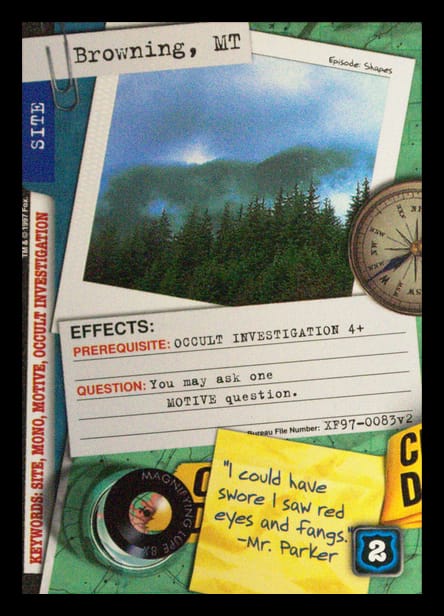 Browning, MT
Episode: Shapes
SITE
TM & © 1997 Fox.
KEYWORDS: SITE, MONO, MOTIVE, OCCULT INVESTIGATION
EFFECTS:
PREREQUISITE: OCCULT INVESTIGATION 4+
QUESTION: You may ask one
MOTIVE question.
Bureau File Number: XF97-0083v2
MAGNIFYING LUPE 8X
"I could have
swore I saw red
eyes and fangs."
-Mr. Parker
2